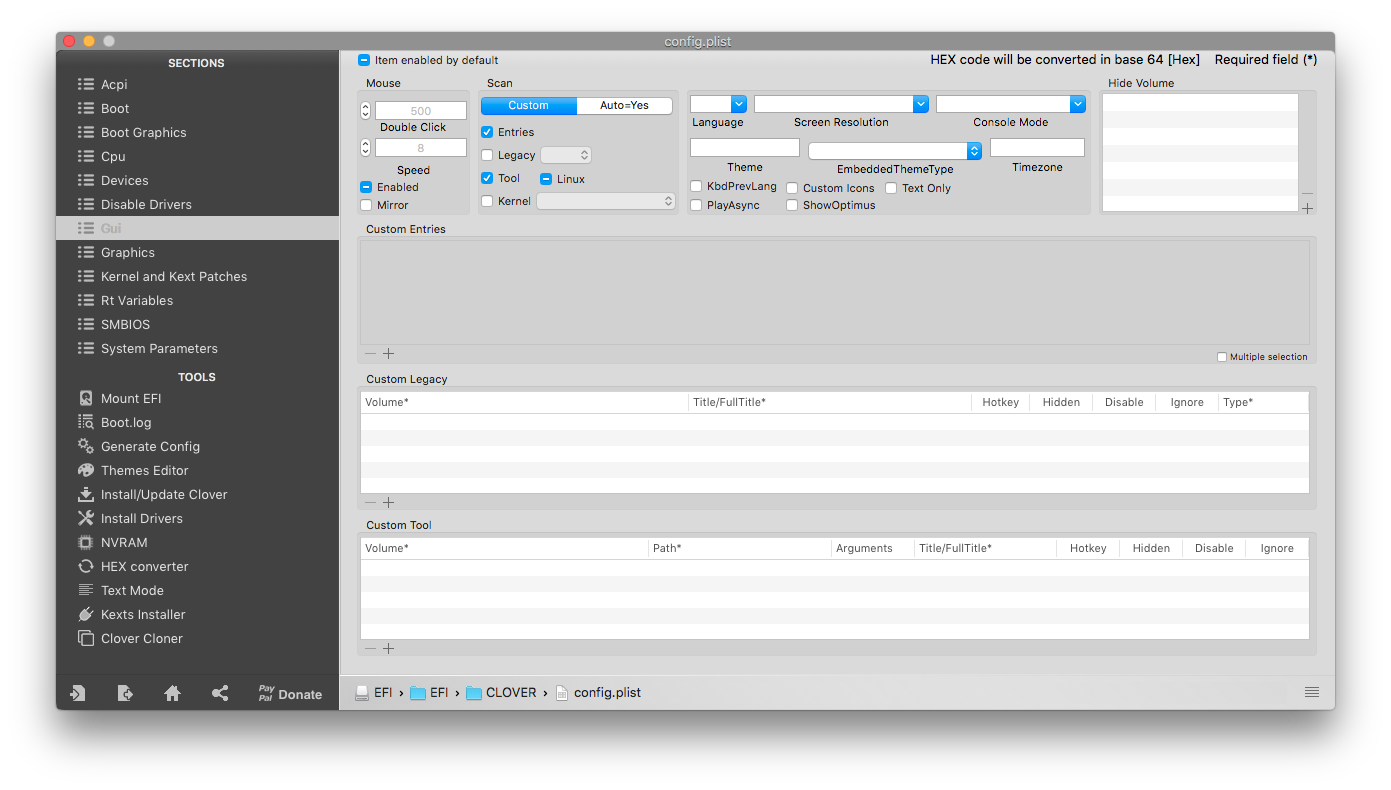 config.plist
SECTIONS
Acpi
Boot
Boot Graphics
Cpu
Devices
Disable Drivers
Gui
Graphics
Kernel and Kext Patches
Rt Variables
SMBIOS
System Parameters
TOOLS
Mount EFI
Boot.log
Generate Config
Themes Editor
Install/Update Clover
Install Drivers
NVRAM
HEX converter
Text Mode
Kexts Installer
Clover Cloner
Pay
Pal Donate
Item enabled by default
HEX code will be converted in base 64 [Hex] Required field (*)
Mouse
500
Double Click
8
Speed
Enabled
Mirror
Scan
Custom Auto=Yes
Entries
Legacy
Tool Linux
Kernel
Language Screen Resolution Console Mode
Theme EmbeddedThemeType Timezone
KbdPrevLang Custom Icons Text Only
PlayAsync ShowOptimus
Hide Volume
Custom Entries
Multiple selection
Custom Legacy
Volume* Title/FullTitle* Hotkey Hidden Disable Ignore Type*
Custom Tool
Volume* Path* Arguments Title/FullTitle* Hotkey Hidden Disable Ignore
EFI › EFI › CLOVER › config.plist